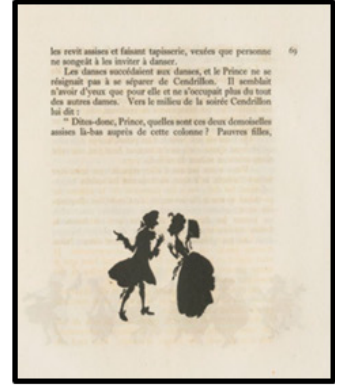 les revit assises et faisant tapisserie, vexées que personne 69
ne songeât à les inviter à danser.
Les danses succédaient aux danses, et le Prince ne se
résignait pas à se séparer de Cendrillon. Il semblait
n'avoir d'yeux que pour elle et ne s'occupait plus du tout
des autres dames. Vers le milieu de la soirée Cendrillon
lui dit :
" Dites-donc, Prince, quelles sont ces deux demoiselles
assises là-bas auprès de cette colonne ? Pauvres filles,